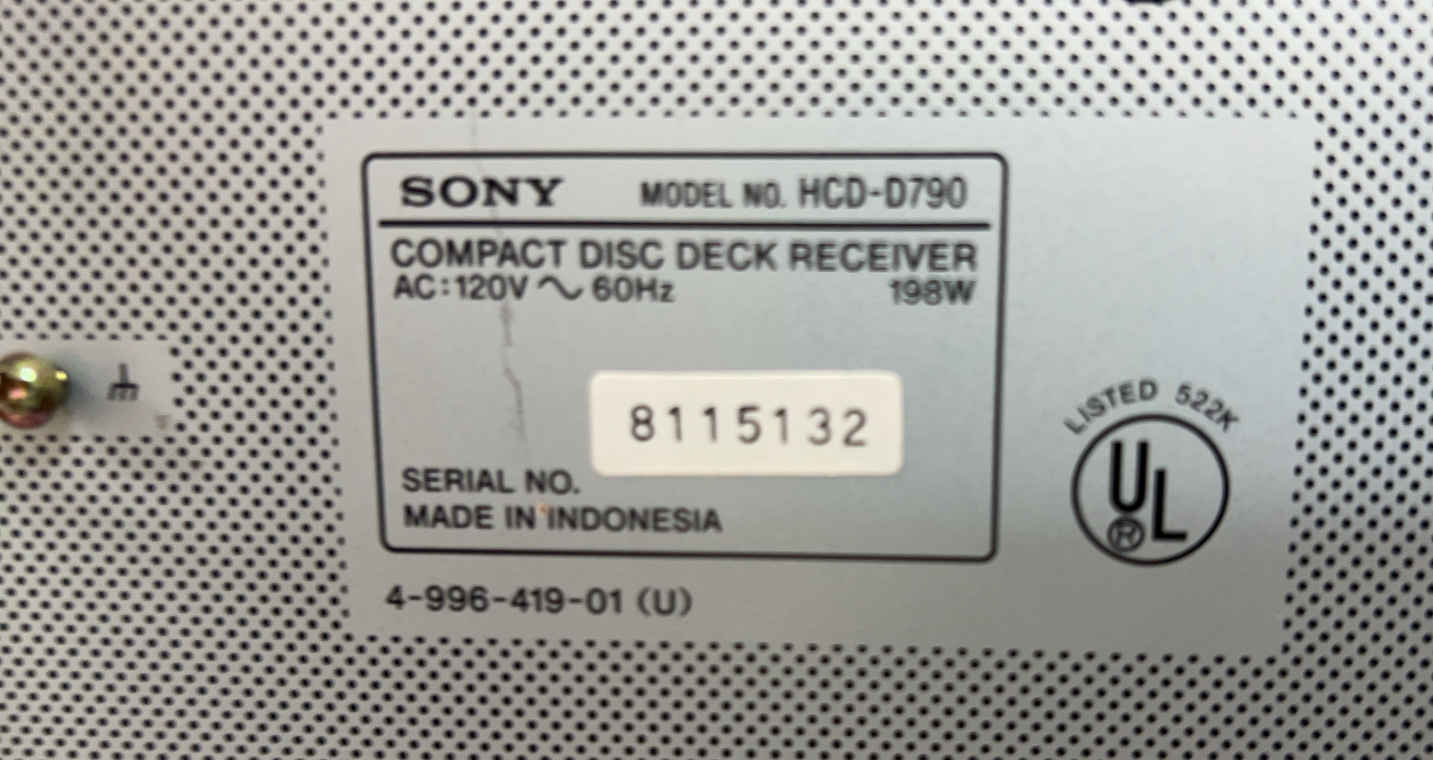 SONY MODEL NO. HCD-D790
COMPACT DISC DECK RECEIVER
AC:120V ~ 60Hz 198W
8115132
SERIAL NO.
MADE IN INDONESIA
4-996-419-01 (U)
LISTED 522K
UL
®